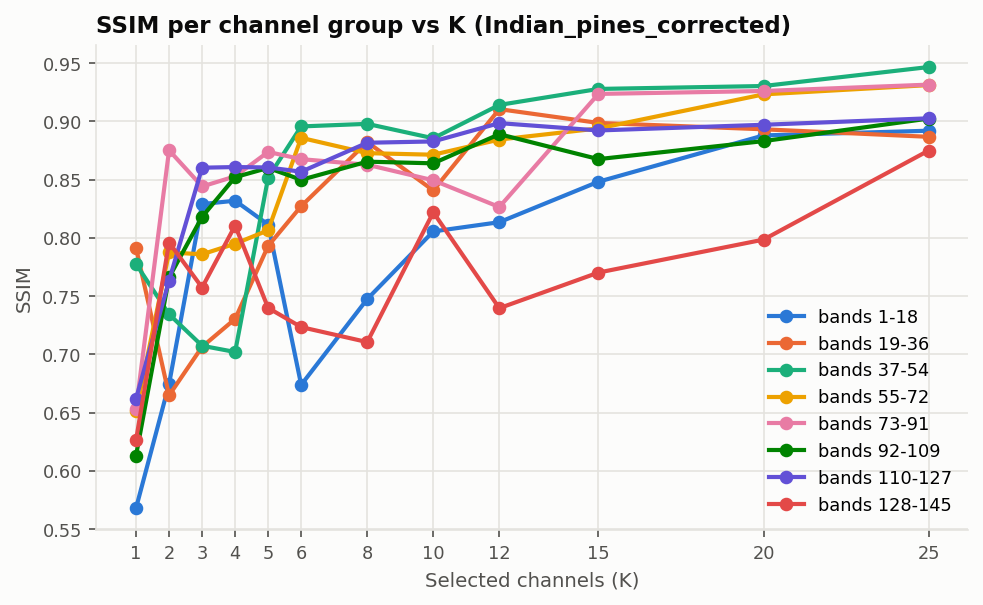 SSIM per channel group vs K (Indian_pines_corrected)
SSIM
0.95
0.90
0.85
0.80
0.75
0.70
0.65
0.60
0.55
bands 1-18
bands 19-36
bands 37-54
bands 55-72
bands 73-91
bands 92-109
bands 110-127
bands 128-145
1 2 3 4 5 6 8 10 12 15 20 25
Selected channels (K)